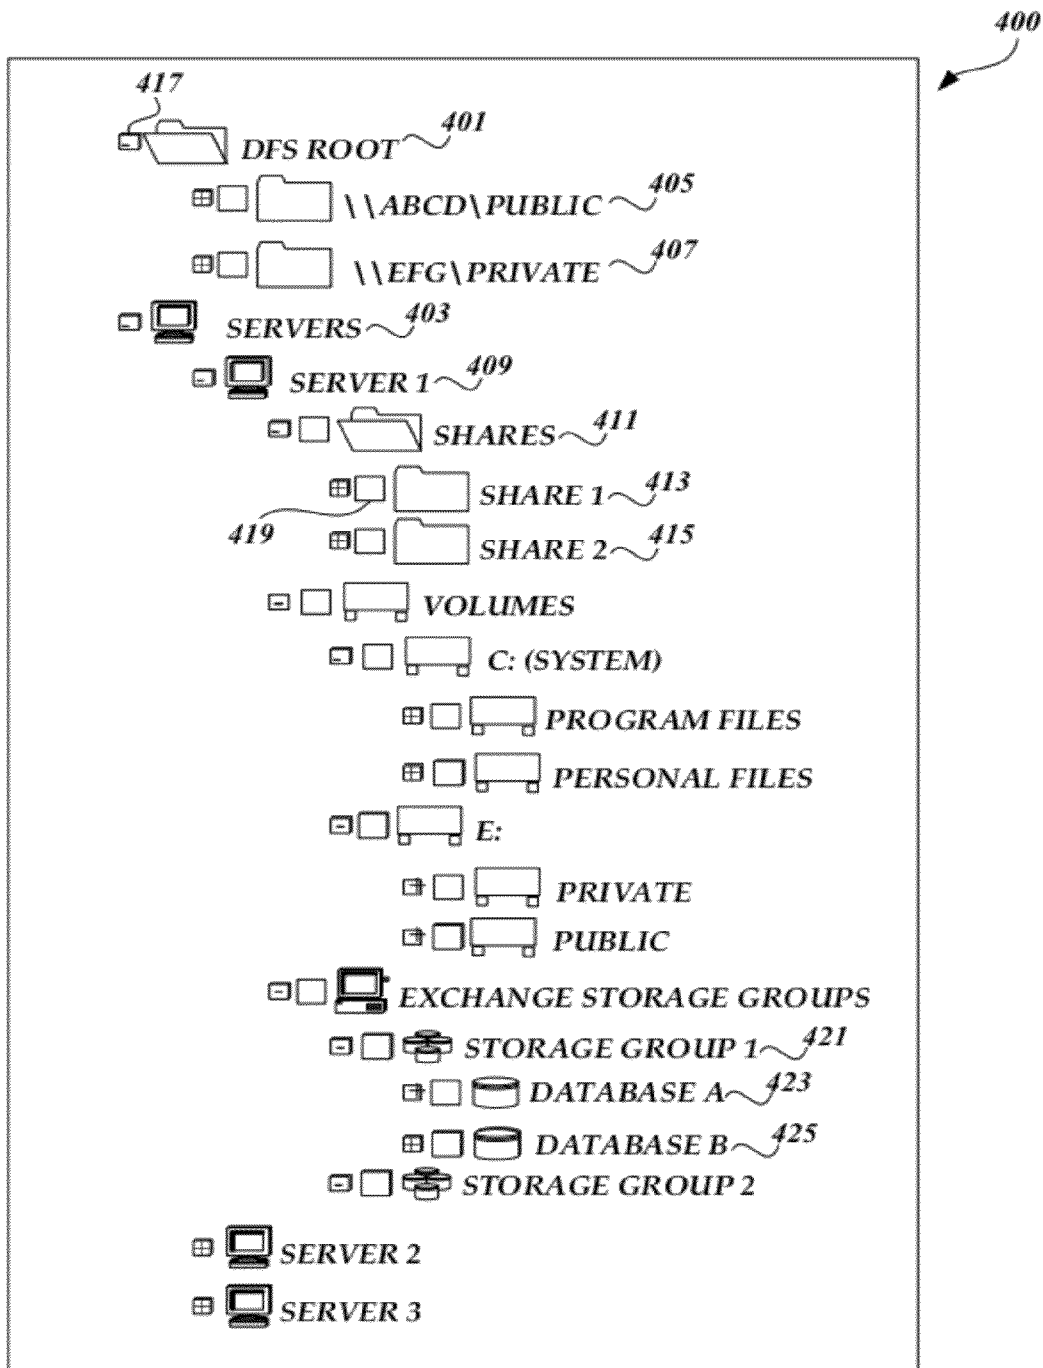 400
417
DFS ROOT 401
\\ABCD\PUBLIC 405
\\EFG\PRIVATE 407
SERVERS 403
SERVER 1 409
SHARES 411
SHARE 1 413
419
SHARE 2 415
VOLUMES
C: (SYSTEM)
PROGRAM FILES
PERSONAL FILES
E:
PRIVATE
PUBLIC
EXCHANGE STORAGE GROUPS
STORAGE GROUP 1 421
DATABASE A 423
DATABASE B 425
STORAGE GROUP 2
SERVER 2
SERVER 3